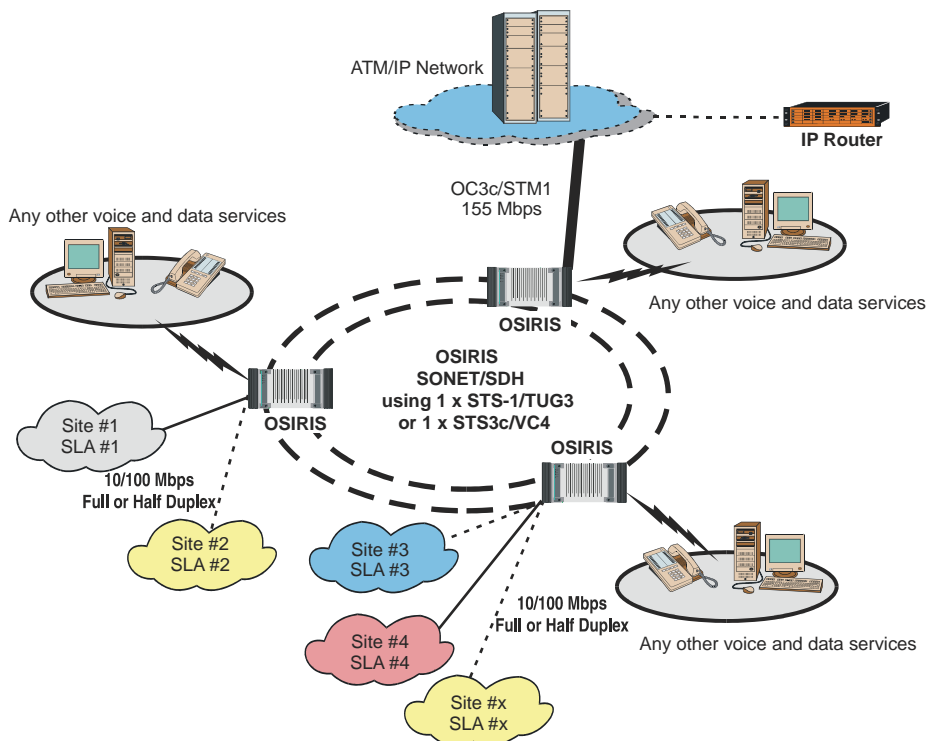 ATM/IP Network
IP Router
OC3c/STM1
155 Mbps
Any other voice and data services
Any other voice and data services
OSIRIS
OSIRIS
SONET/SDH
using 1 x STS-1/TUG3
or 1 x STS3c/VC4
OSIRIS
OSIRIS
Site #1
SLA #1
10/100 Mbps
Full or Half Duplex
Site #2
SLA #2
Site #3
SLA #3
Site #4
SLA #4
10/100 Mbps
Full or Half Duplex
Site #x
SLA #x
Any other voice and data services